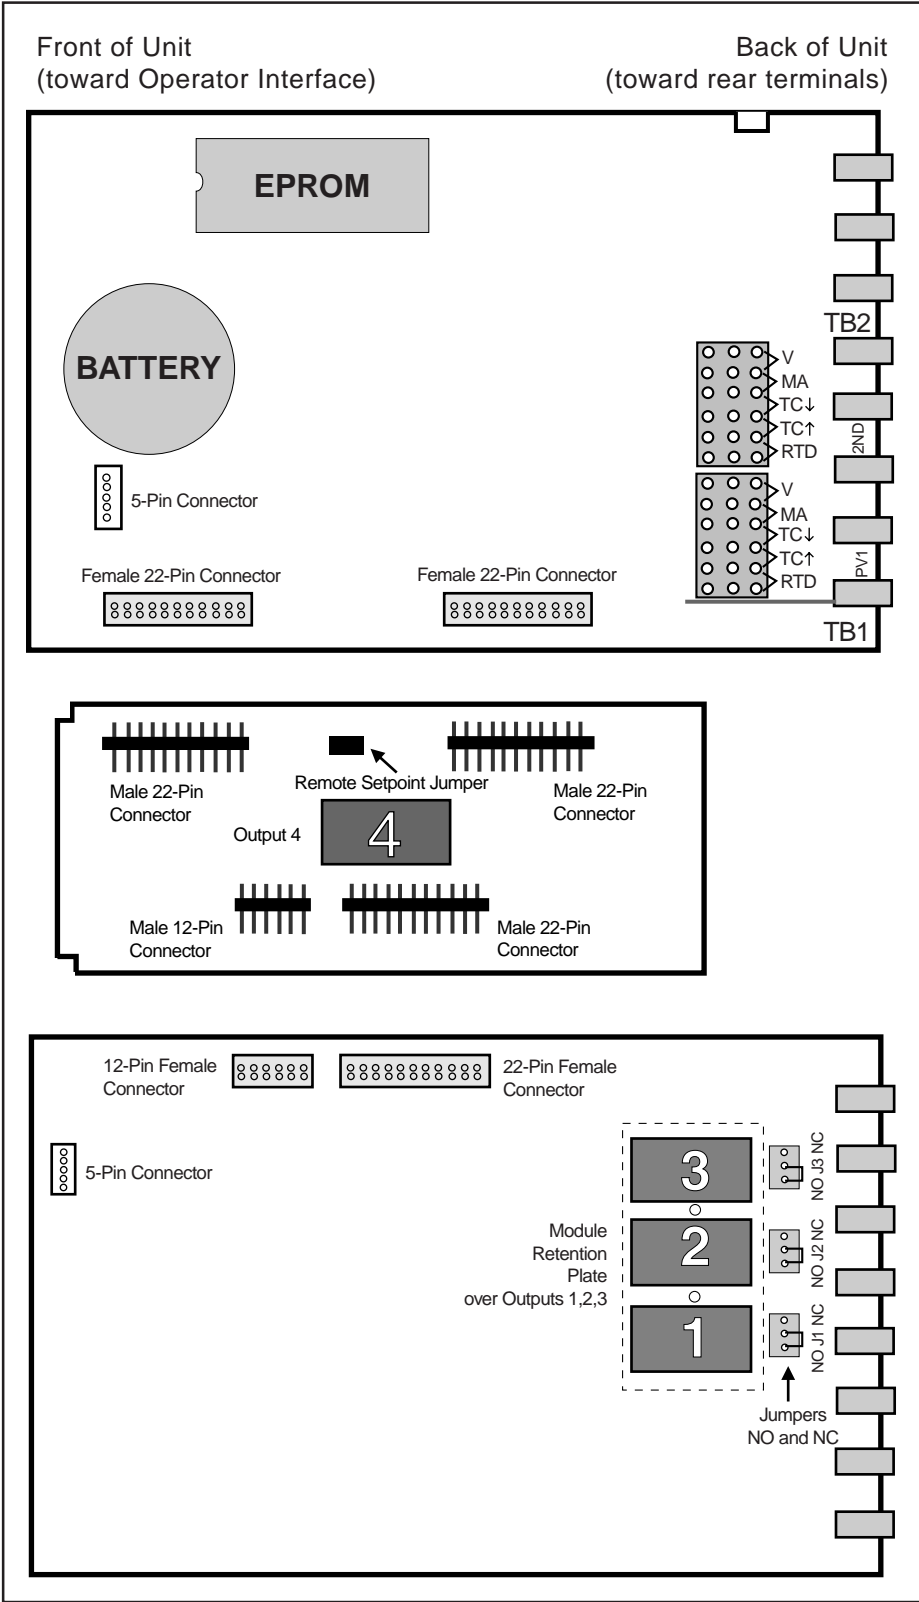 Front of Unit
(toward Operator Interface)
Back of Unit
(toward rear terminals)
EPROM
BATTERY
TB2
V
MA
TC↓
TC↑
RTD
2ND
5-Pin Connector
V
MA
TC↓
TC↑
RTD
PV1
Female 22-Pin Connector
Female 22-Pin Connector
TB1
Male 22-Pin
Connector
Remote Setpoint Jumper
Male 22-Pin
Connector
Output 4
4
Male 12-Pin
Connector
Male 22-Pin
Connector
12-Pin Female
Connector
22-Pin Female
Connector
5-Pin Connector
3
NO J3 NC
Module
Retention
Plate
over Outputs 1,2,3
2
NO J2 NC
1
NO J1 NC
Jumpers
NO and NC